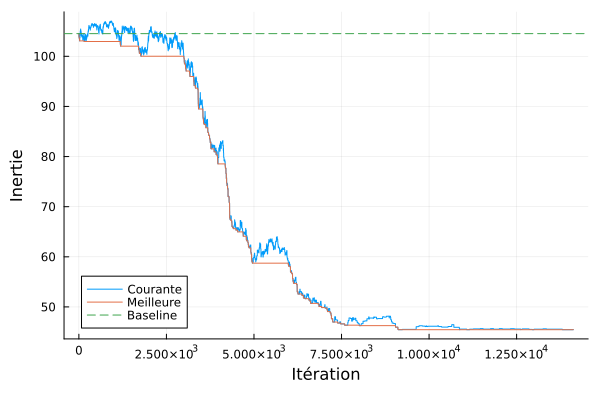 Inertie
100
90
80
70
60
50
Courante
Meilleure
Baseline
0
2.500×10³
5.000×10³
7.500×10³
1.000×10⁴
1.250×10⁴
Itération